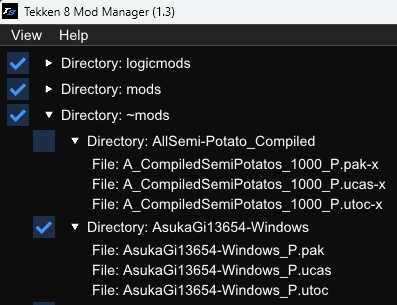 Tekken 8 Mod Manager (1.3)
View Help
Directory: logicmods
Directory: mods
Directory: ~mods
Directory: AllSemi-Potato_Compiled
File: A_CompiledSemiPotatos_1000_P.pak-x
File: A_CompiledSemiPotatos_1000_P.ucas-x
File: A_CompiledSemiPotatos_1000_P.utoc-x
Directory: AsukaGi13654-Windows
File: AsukaGi13654-Windows_P.pak
File: AsukaGi13654-Windows_P.ucas
File: AsukaGi13654-Windows_P.utoc